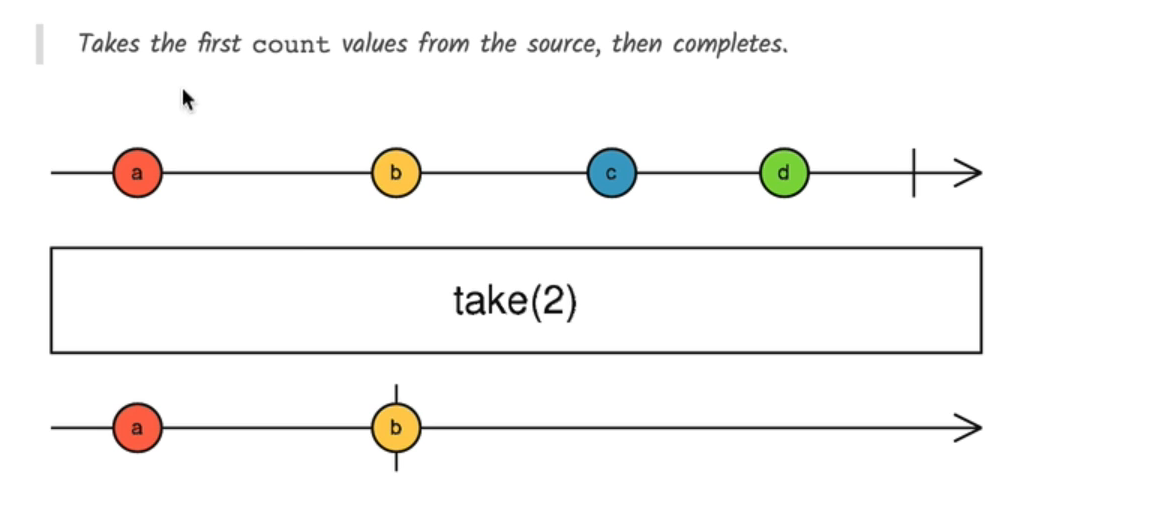 Takes the first count values from the source, then completes.
a b c d
take(2)
a b